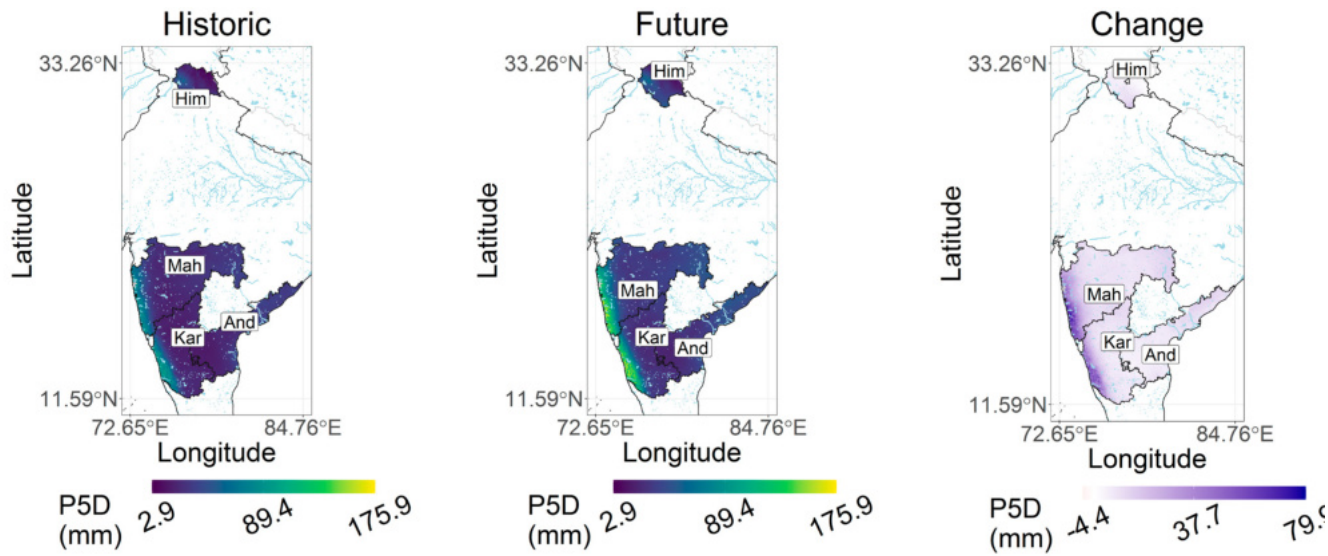 Historic
Future
Change
33.26°N
Him
33.26°N
Him
33.26°N
Him
Latitude
Latitude
Latitude
Mah
Kar
And
Mah
Kar
And
Mah
Kar
And
11.59°N
11.59°N
11.59°N
72.65°E
84.76°E
72.65°E
84.76°E
72.65°E
84.76°E
Longitude
Longitude
Longitude
P5D
(mm)
2.9
89.4
175.9
P5D
(mm)
2.9
89.4
175.9
P5D
(mm)
-4.4
37.7
79.9